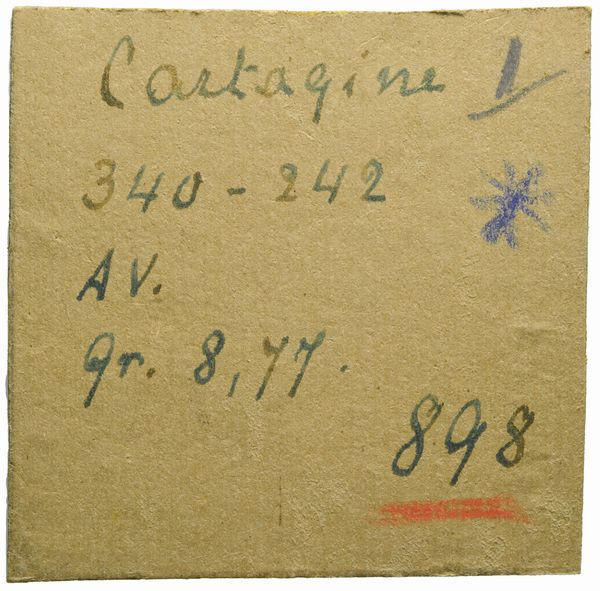 Cartagine 1
340-242
AV.
gr. 8,77.
898